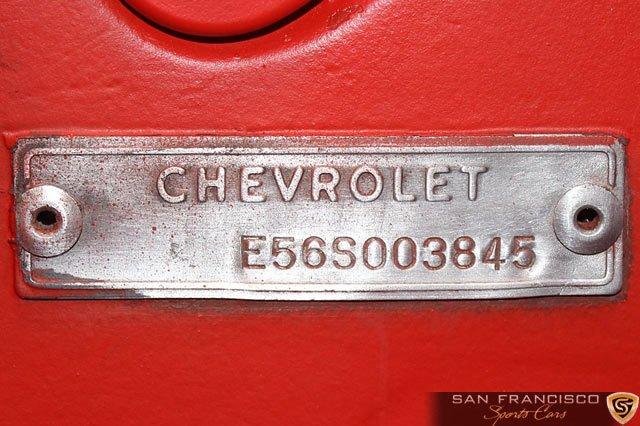 CHEVROLET
E56S003845
SAN FRANCISCO
Sports Cars